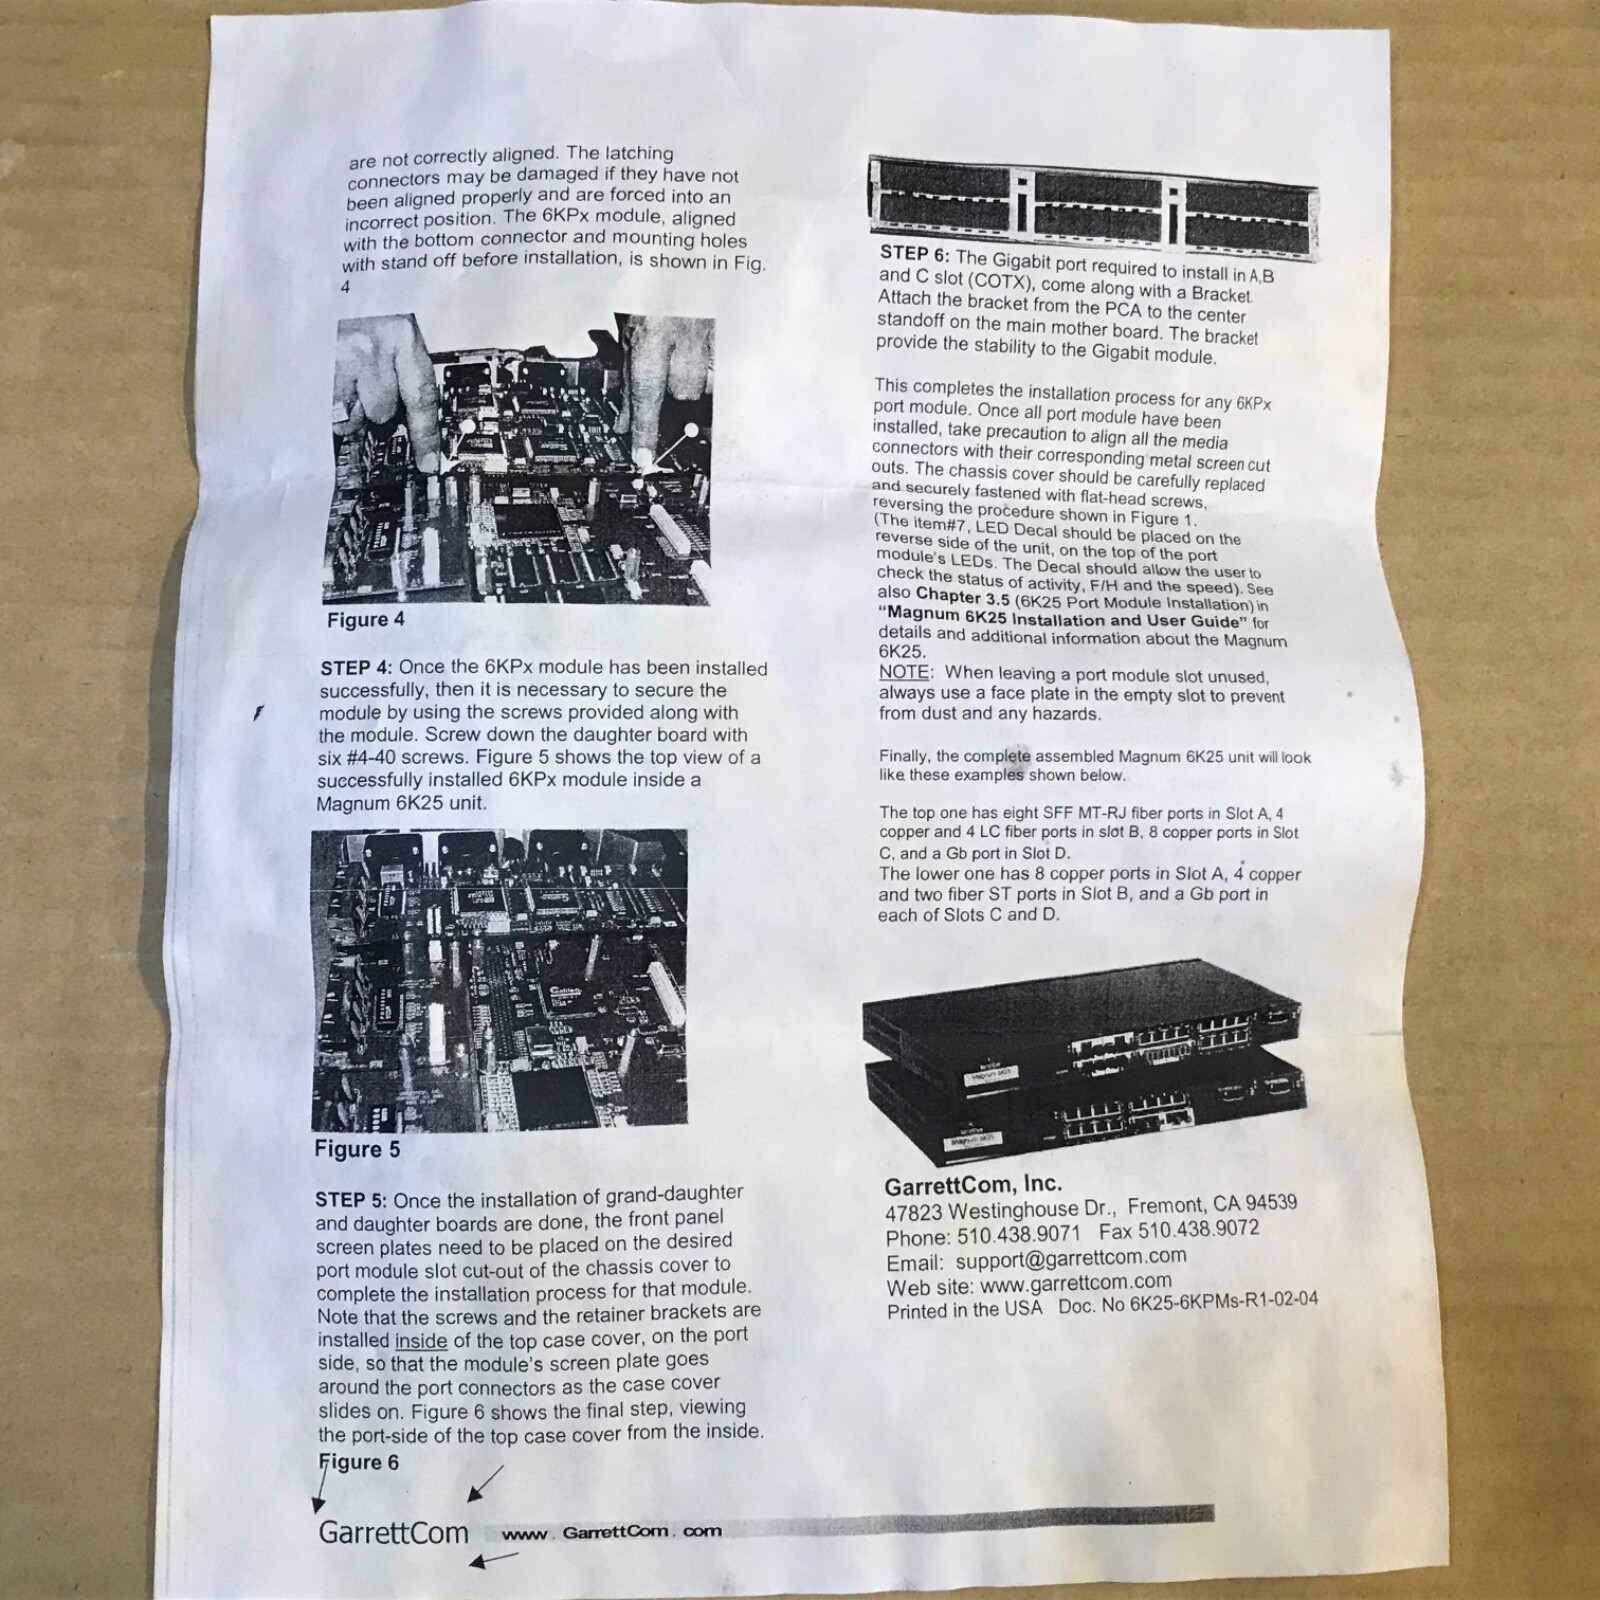 are not correctly aligned. The latching
connectors may be damaged if they have not
been aligned properly and are forced into an
incorrect position. The 6KPx module, aligned
with the bottom connector and mounting holes
with stand off before installation, is shown in Fig.
4
Figure 4
STEP 4: Once the 6KPx module has been installed
successfully, then it is necessary to secure the
module by using the screws provided along with
the module. Screw down the daughter board with
six #4-40 screws. Figure 5 shows the top view of a
successfully installed 6KPx module inside a
Magnum 6K25 unit.
Figure 5
STEP 5: Once the installation of grand-daughter
and daughter boards are done, the front panel
screen plates need to be placed on the desired
port module slot cut-out of the chassis cover to
complete the installation process for that module.
Note that the screws and the retainer brackets are
installed inside of the top case cover, on the port
side, so that the module's screen plate goes
around the port connectors as the case cover
slides on. Figure 6 shows the final step, viewing
the port-side of the top case cover from the inside.
Figure 6
STEP 6: The Gigabit port required to install in A,B
and C slot (COTX), come along with a Bracket.
Attach the bracket from the PCA to the center
standoff on the main mother board. The bracket
provide the stability to the Gigabit module.
This completes the installation process for any 6KPx
port module. Once all port module have been
installed, take precaution to align all the media
connectors with their corresponding metal screen cut
outs. The chassis cover should be carefully replaced
and securely fastened with flat-head screws,
reversing the procedure shown in Figure 1.
(The item#7, LED Decal should be placed on the
reverse side of the unit, on the top of the port
module's LEDs. The Decal should allow the user to
check the status of activity, F/H and the speed). See
also Chapter 3.5 (6K25 Port Module Installation) in
"Magnum 6K25 Installation and User Guide" for
details and additional information about the Magnum
6K25.
NOTE: When leaving a port module slot unused,
always use a face plate in the empty slot to prevent
from dust and any hazards.
Finally, the complete assembled Magnum 6K25 unit will look
like these examples shown below.
The top one has eight SFF MT-RJ fiber ports in Slot A, 4
copper and 4 LC fiber ports in slot B, 8 copper ports in Slot
C, and a Gb port in Slot D.
The lower one has 8 copper ports in Slot A, 4 copper
and two fiber ST ports in Slot B, and a Gb port in
each of Slots C and D.
Magnum 6K25
Magnum 6K25
GarrettCom, Inc.
47823 Westinghouse Dr., Fremont, CA 94539
Phone: 510.438.9071 Fax 510.438.9072
Email: support@garrettcom.com
Web site: www.garrettcom.com
Printed in the USA Doc. No 6K25-6KPMs-R1-02-04
GarrettCom www.GarrettCom.com